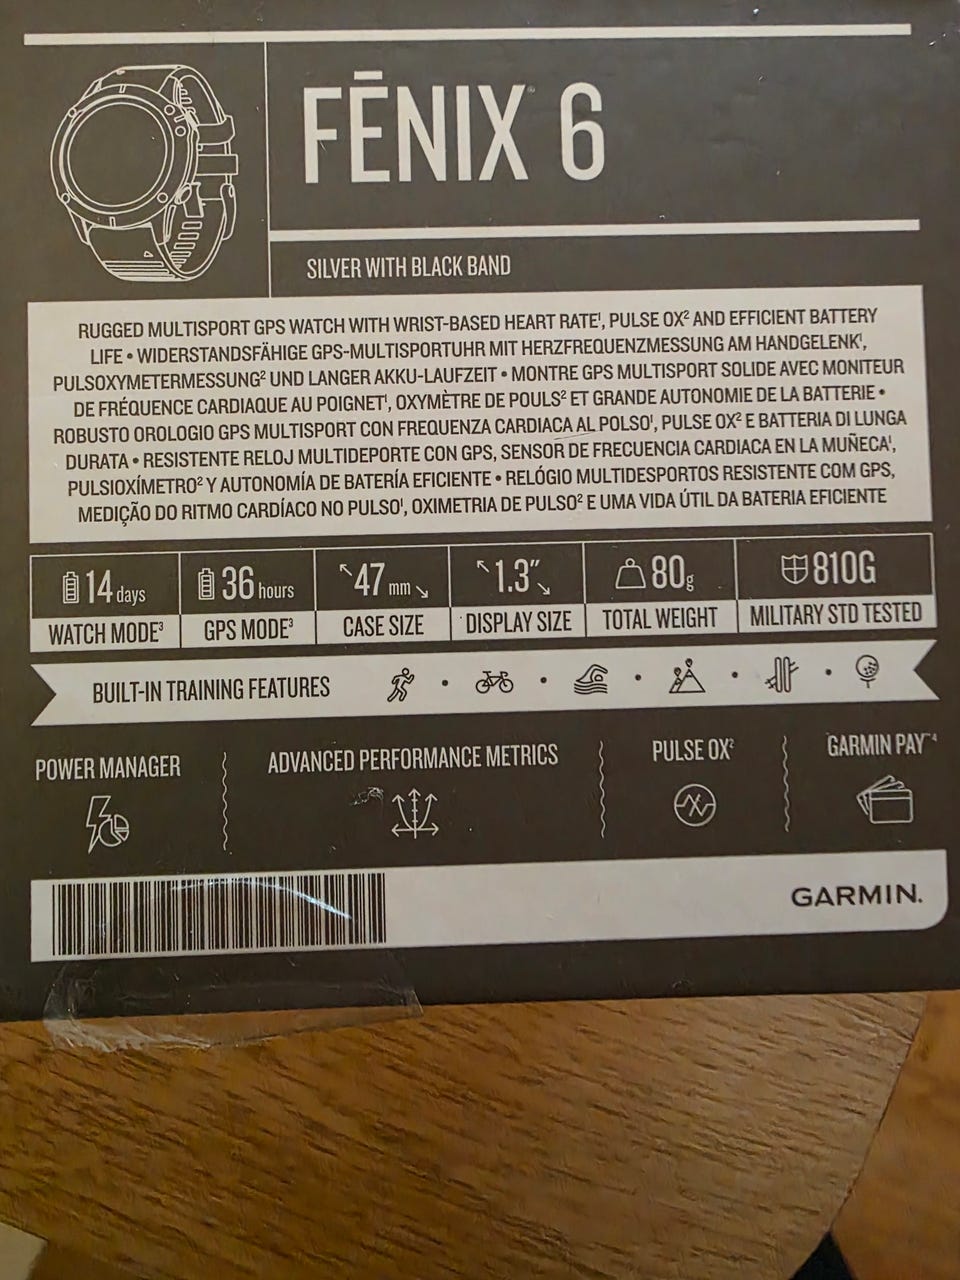 FĒNIX® 6
SILVER WITH BLACK BAND
RUGGED MULTISPORT GPS WATCH WITH WRIST-BASED HEART RATE¹, PULSE OX² AND EFFICIENT BATTERY
LIFE • WIDERSTANDSFÄHIGE GPS-MULTISPORTUHR MIT HERZFREQUENZMESSUNG AM HANDGELENK¹,
PULSOXYMETERMESSUNG² UND LANGER AKKU-LAUFZEIT • MONTRE GPS MULTISPORT SOLIDE AVEC MONITEUR
DE FRÉQUENCE CARDIAQUE AU POIGNET¹, OXYMÈTRE DE POULS² ET GRANDE AUTONOMIE DE LA BATTERIE •
ROBUSTO OROLOGIO GPS MULTISPORT CON FREQUENZA CARDIACA AL POLSO¹, PULSE OX² E BATTERIA DI LUNGA
DURATA • RESISTENTE RELOJ MULTIDEPORTE CON GPS, SENSOR DE FRECUENCIA CARDIACA EN LA MUÑECA¹,
PULSIOXÍMETRO² Y AUTONOMÍA DE BATERÍA EFICIENTE • RELÓGIO MULTIDESPORTOS RESISTENTE COM GPS,
MEDIÇÃO DO RITMO CARDÍACO NO PULSO¹, OXIMETRIA DE PULSO² E UMA VIDA ÚTIL DA BATERIA EFICIENTE
14 days 36 hours 47 mm 1.3″ 80g 810G
WATCH MODE³ GPS MODE³ CASE SIZE DISPLAY SIZE TOTAL WEIGHT MILITARY STD TESTED
BUILT-IN TRAINING FEATURES
POWER MANAGER ADVANCED PERFORMANCE METRICS PULSE OX² GARMIN PAY™⁴
GARMIN.